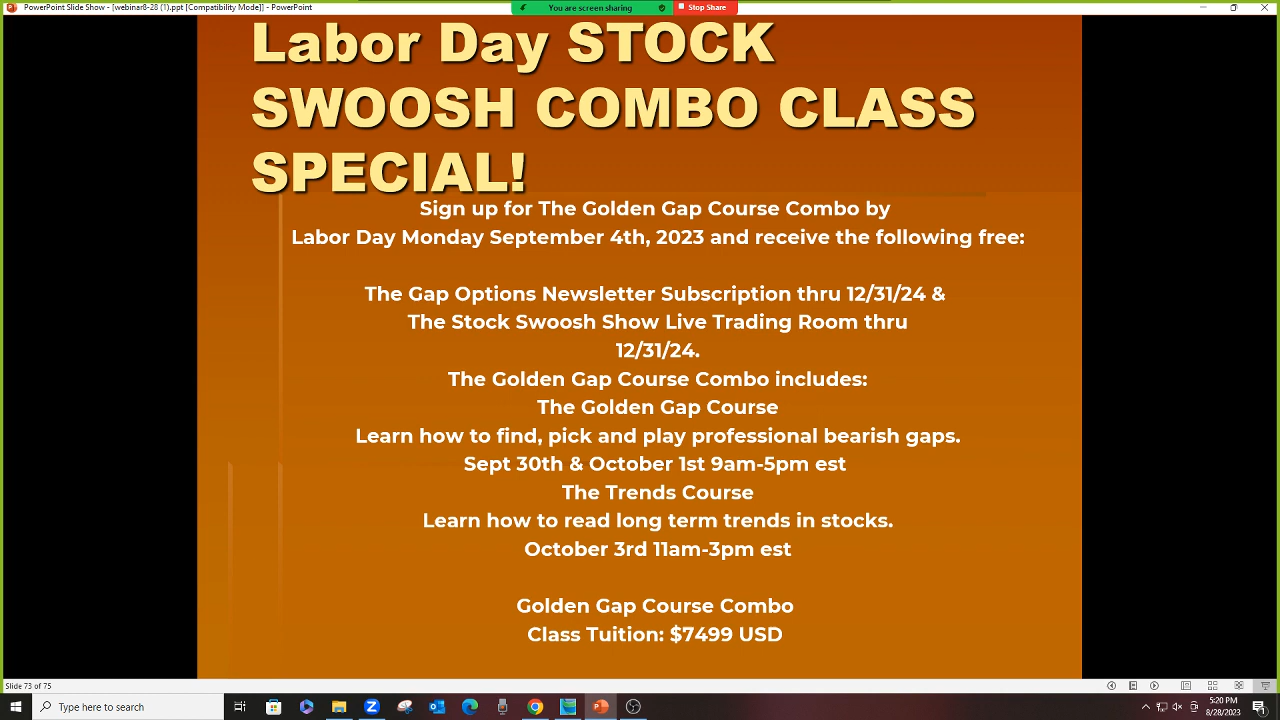 PowerPoint Slide Show - [webinar8-28 (1).ppt [Compatibility Mode]] - PowerPoint
You are screen sharing
Stop Share
Labor Day STOCK
SWOOSH COMBO CLASS
SPECIAL!
Sign up for The Golden Gap Course Combo by
Labor Day Monday September 4th, 2023 and receive the following free:
The Gap Options Newsletter Subscription thru 12/31/24 &
The Stock Swoosh Show Live Trading Room thru
12/31/24.
The Golden Gap Course Combo includes:
The Golden Gap Course
Learn how to find, pick and play professional bearish gaps.
Sept 30th & October 1st 9am-5pm est
The Trends Course
Learn how to read long term trends in stocks.
October 3rd 11am-3pm est
Golden Gap Course Combo
Class Tuition: $7499 USD
Slide 73 of 75
Type here to search
5:20 PM
8/28/2023